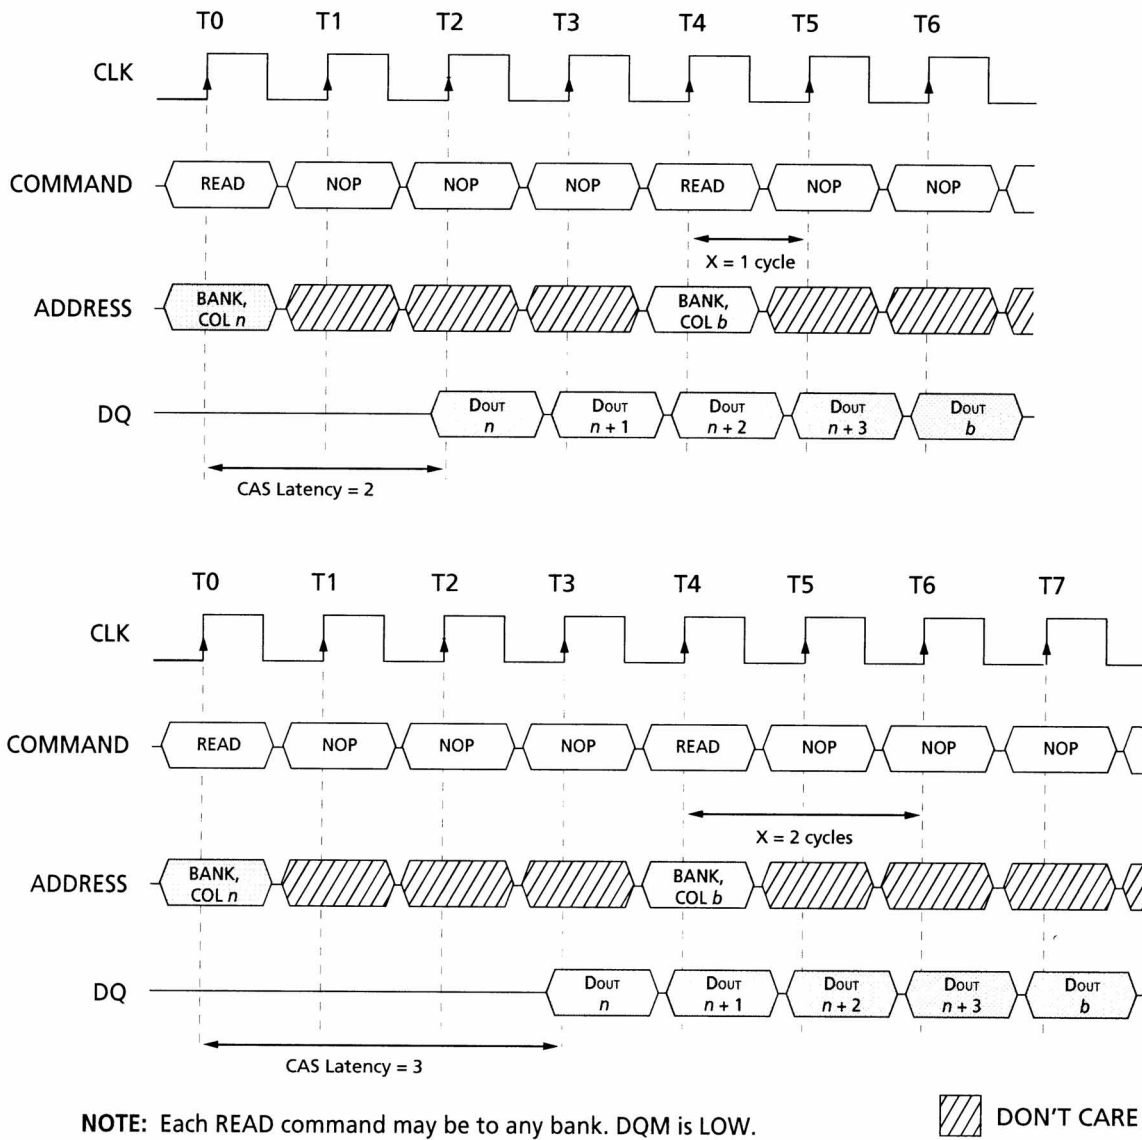 T0 T1 T2 T3 T4 T5 T6
CLK
COMMAND READ NOP NOP NOP READ NOP NOP
X = 1 cycle
ADDRESS BANK, COL n BANK, COL b
DQ DOUT n DOUT n + 1 DOUT n + 2 DOUT n + 3 DOUT b
CAS Latency = 2
T0 T1 T2 T3 T4 T5 T6 T7
CLK
COMMAND READ NOP NOP NOP READ NOP NOP NOP
X = 2 cycles
ADDRESS BANK, COL n BANK, COL b
DQ DOUT n DOUT n + 1 DOUT n + 2 DOUT n + 3 DOUT b
CAS Latency = 3
NOTE: Each READ command may be to any bank. DQM is LOW.
DON'T CARE